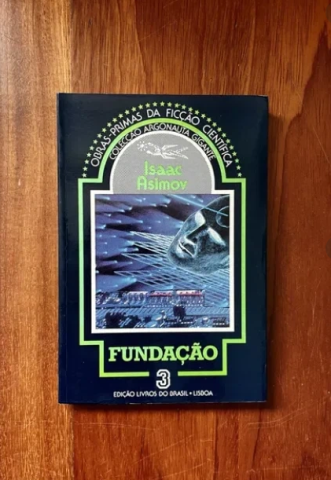 OBRAS-PRIMAS DA FICÇÃO CIENTÍFICA
COLECÇÃO ARGONAUTA GIGANTE
Isaac
Asimov
FUNDAÇÃO
3
EDIÇÃO LIVROS DO BRASIL • LISBOA